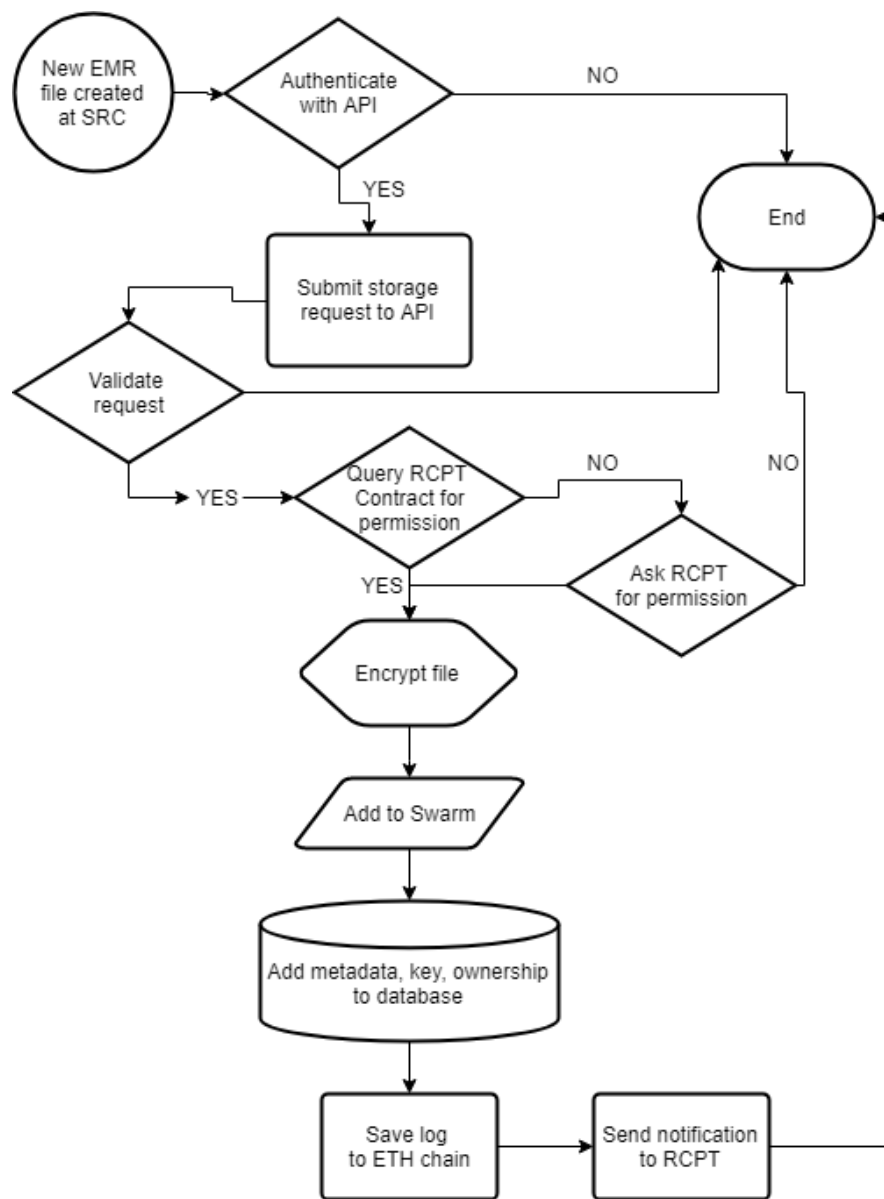 New EMR
file created
at SRC
Authenticate
with API
NO
YES
End
Submit storage
request to API
Validate
request
YES
Query RCPT
Contract for
permission
NO
NO
YES
Ask RCPT
for permission
Encrypt file
Add to Swarm
Add metadata, key, ownership
to database
Save log
to ETH chain
Send notification
to RCPT